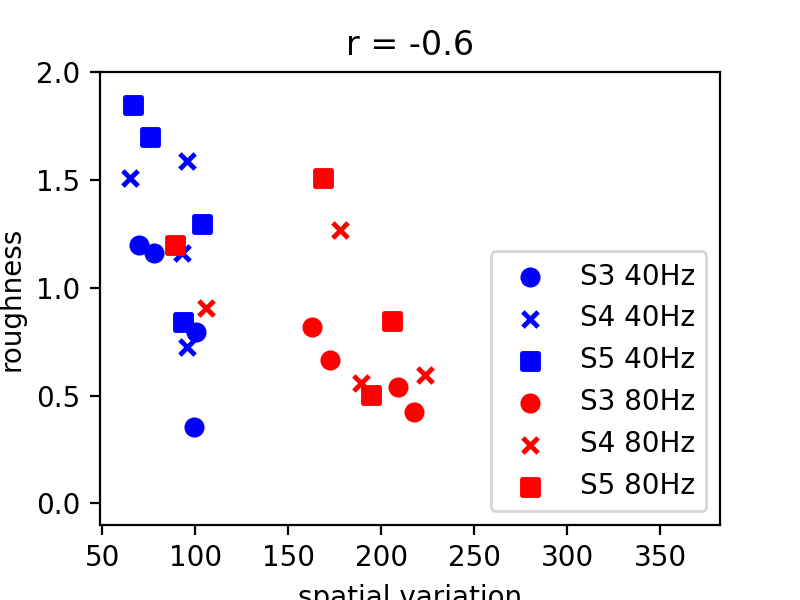 r = -0.6
2.0
1.5
1.0
0.5
0.0
roughness
S3 40Hz
S4 40Hz
S5 40Hz
S3 80Hz
S4 80Hz
S5 80Hz
50 100 150 200 250 300 350
spatial variation